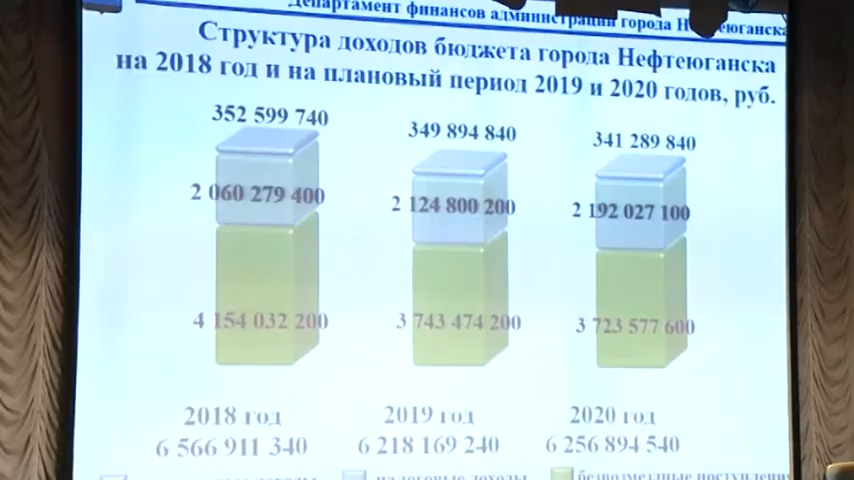 Департамент финансов администрации города Нефтеюганска
Структура доходов бюджета города Нефтеюганска
на 2018 год и на плановый период 2019 и 2020 годов, руб.
352 599 740
349 894 840
341 289 840
2 060 279 400
2 124 800 200
2 192 027 100
4 154 032 200
3 743 474 200
3 723 577 600
2018 год
2019 год
2020 год
6 566 911 340
6 218 169 240
6 256 894 540
доходы
налоговые доходы
безвозмездные поступления